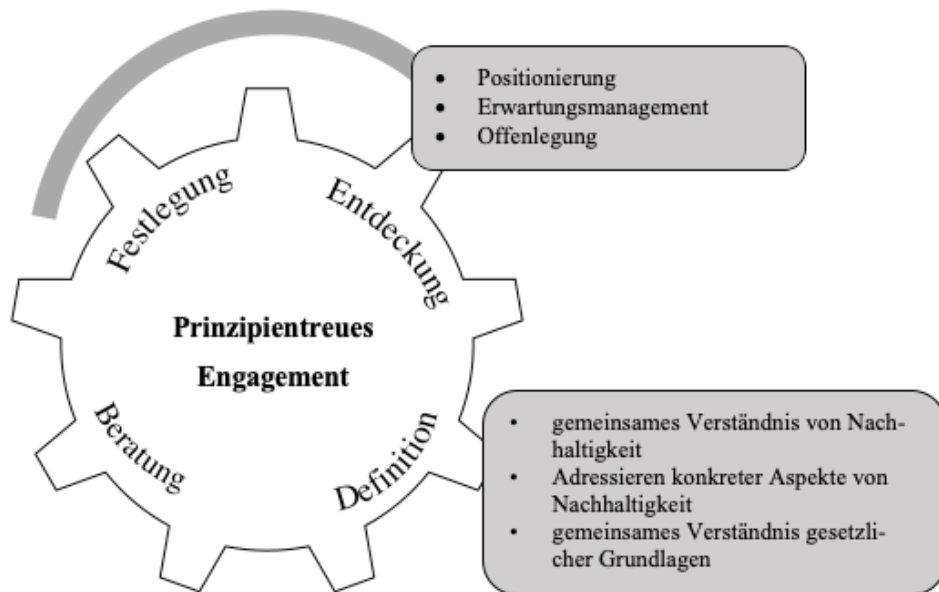 • Positionierung
• Erwartungsmanagement
• Offenlegung
Festlegung
Entdeckung
Prinzipientreues
Engagement
Beratung
Definition
• gemeinsames Verständnis von Nach-
haltigkeit
• Adressieren konkreter Aspekte von
Nachhaltigkeit
• gemeinsames Verständnis gesetzli-
cher Grundlagen